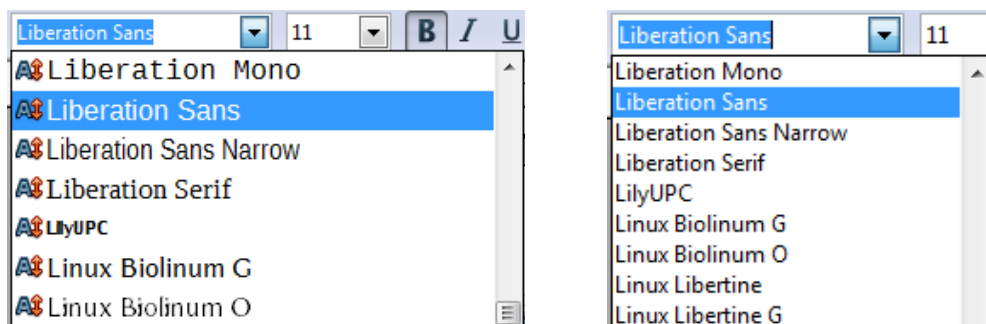 Liberation Sans 11 B I U
Liberation Mono
Liberation Sans
Liberation Sans Narrow
Liberation Serif
LilyUPC
Linux Biolinum G
Linux Biolinum O
Liberation Sans 11
Liberation Mono
Liberation Sans
Liberation Sans Narrow
Liberation Serif
LilyUPC
Linux Biolinum G
Linux Biolinum O
Linux Libertine
Linux Libertine G